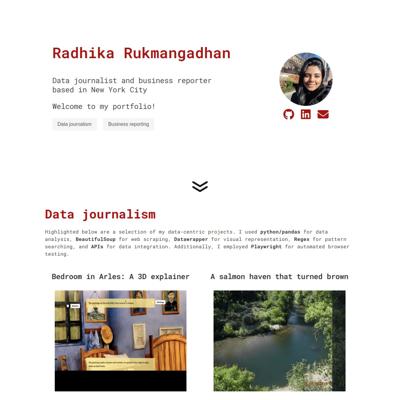 Radhika Rukmangadhan
Data journalist and business reporter
based in New York City
Welcome to my portfolio!
Data journalism
Business reporting
Data journalism
Highlighted below are a selection of my data-centric projects. I used python/pandas for data
analysis, BeautifulSoup for web scraping, Datawrapper for visual representation, Regex for pattern
searching, and APIs for data integration. Additionally, I employed Playwright for automated browser
testing.
Bedroom in Arles: A 3D explainer
A salmon haven that turned brown